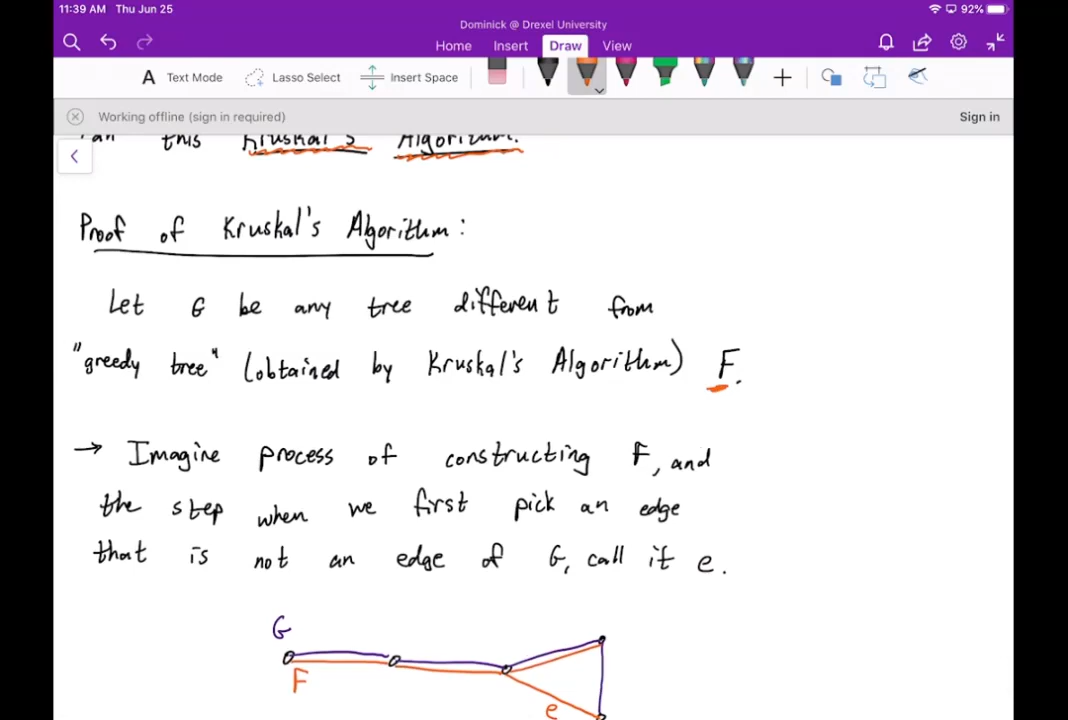 11:39 AM Thu Jun 25
92%
Dominick @ Drexel University
Home Insert Draw View
A Text Mode Lasso Select Insert Space
Working offline (sign in required) Sign in
this Kruskal's Algorithm.
Proof of Kruskal's Algorithm:
Let G be any tree different from
"greedy tree" (obtained by Kruskal's Algorithm) F.
→ Imagine process of constructing F, and
the step when we first pick an edge
that is not an edge of G, call it e.
G
F
e